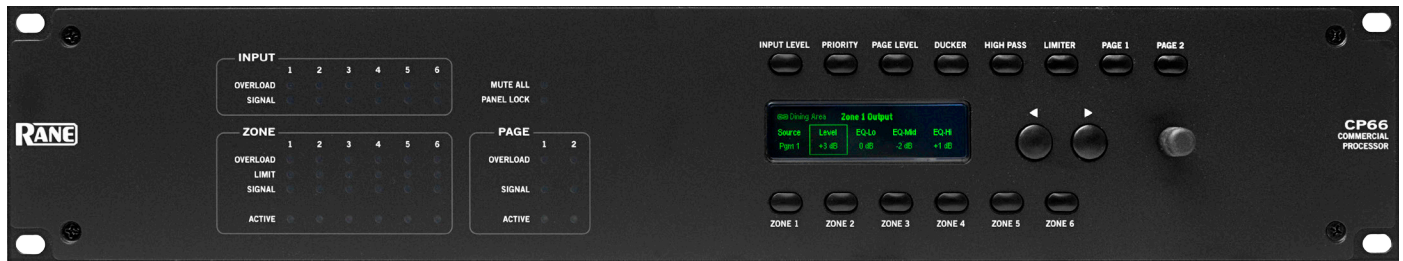 INPUT
1 2 3 4 5 6
OVERLOAD
SIGNAL
MUTE ALL
PANEL LOCK
RANE
ZONE
1 2 3 4 5 6
OVERLOAD
LIMIT
SIGNAL
ACTIVE
PAGE
1 2
OVERLOAD
SIGNAL
ACTIVE
INPUT LEVEL PRIORITY PAGE LEVEL DUCKER HIGH PASS LIMITER PAGE 1 PAGE 2
Dining Area Zone 1 Output
Source Level EQ-Lo EQ-Mid EQ-Hi
Pgm 1 +3 dB 0 dB -2 dB +1 dB
ZONE 1 ZONE 2 ZONE 3 ZONE 4 ZONE 5 ZONE 6
CP66
COMMERCIAL
PROCESSOR